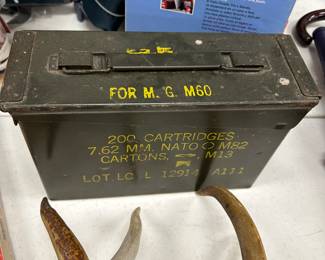 FOR M. G. M60
200 CARTRIDGES
7.62 MM. NATO M82
CARTONS, M13
LOT. LC L 12914 A111